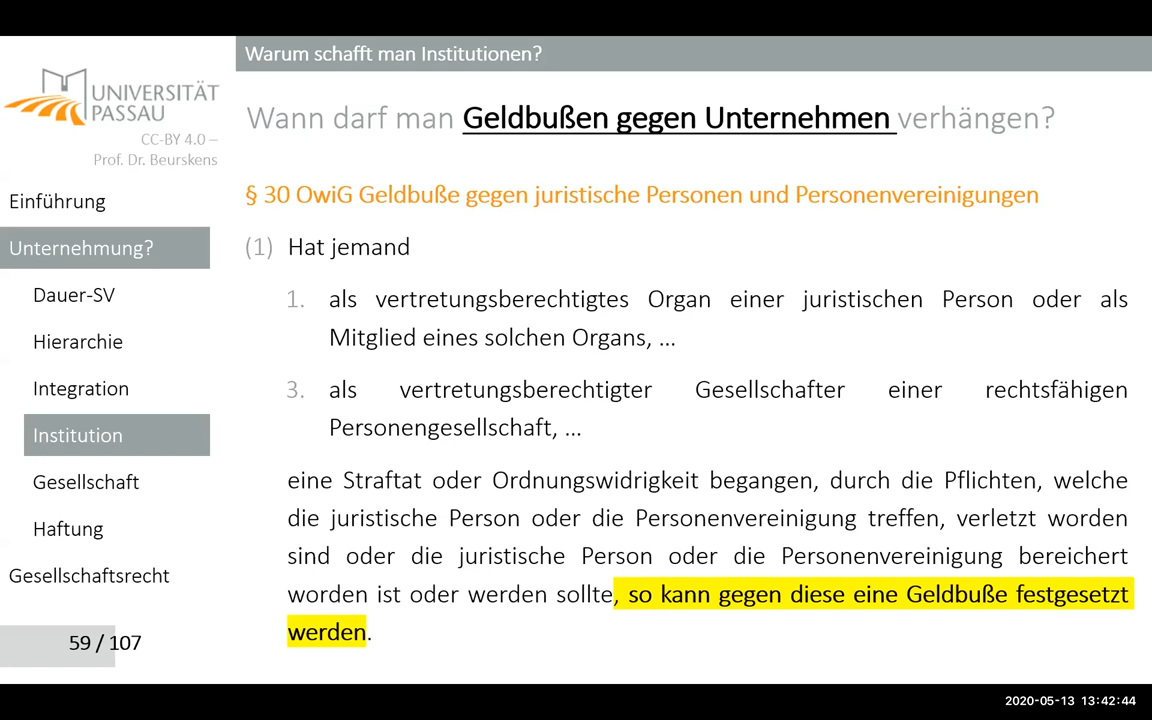 Warum schafft man Institutionen?
UNIVERSITÄT
PASSAU
CC-BY 4.0 –
Prof. Dr. Beurskens
Einführung
Unternehmung?
Dauer-SV
Hierarchie
Integration
Institution
Gesellschaft
Haftung
Gesellschaftsrecht
59 / 107
Wann darf man Geldbußen gegen Unternehmen verhängen?
§ 30 OwiG Geldbuße gegen juristische Personen und Personenvereinigungen
(1) Hat jemand
1. als vertretungsberechtigtes Organ einer juristischen Person oder als
Mitglied eines solchen Organs, ...
3. als vertretungsberechtigter Gesellschafter einer rechtsfähigen
Personengesellschaft, ...
eine Straftat oder Ordnungswidrigkeit begangen, durch die Pflichten, welche
die juristische Person oder die Personenvereinigung treffen, verletzt worden
sind oder die juristische Person oder die Personenvereinigung bereichert
worden ist oder werden sollte, so kann gegen diese eine Geldbuße festgesetzt
werden.
2020-05-13 13:42:44